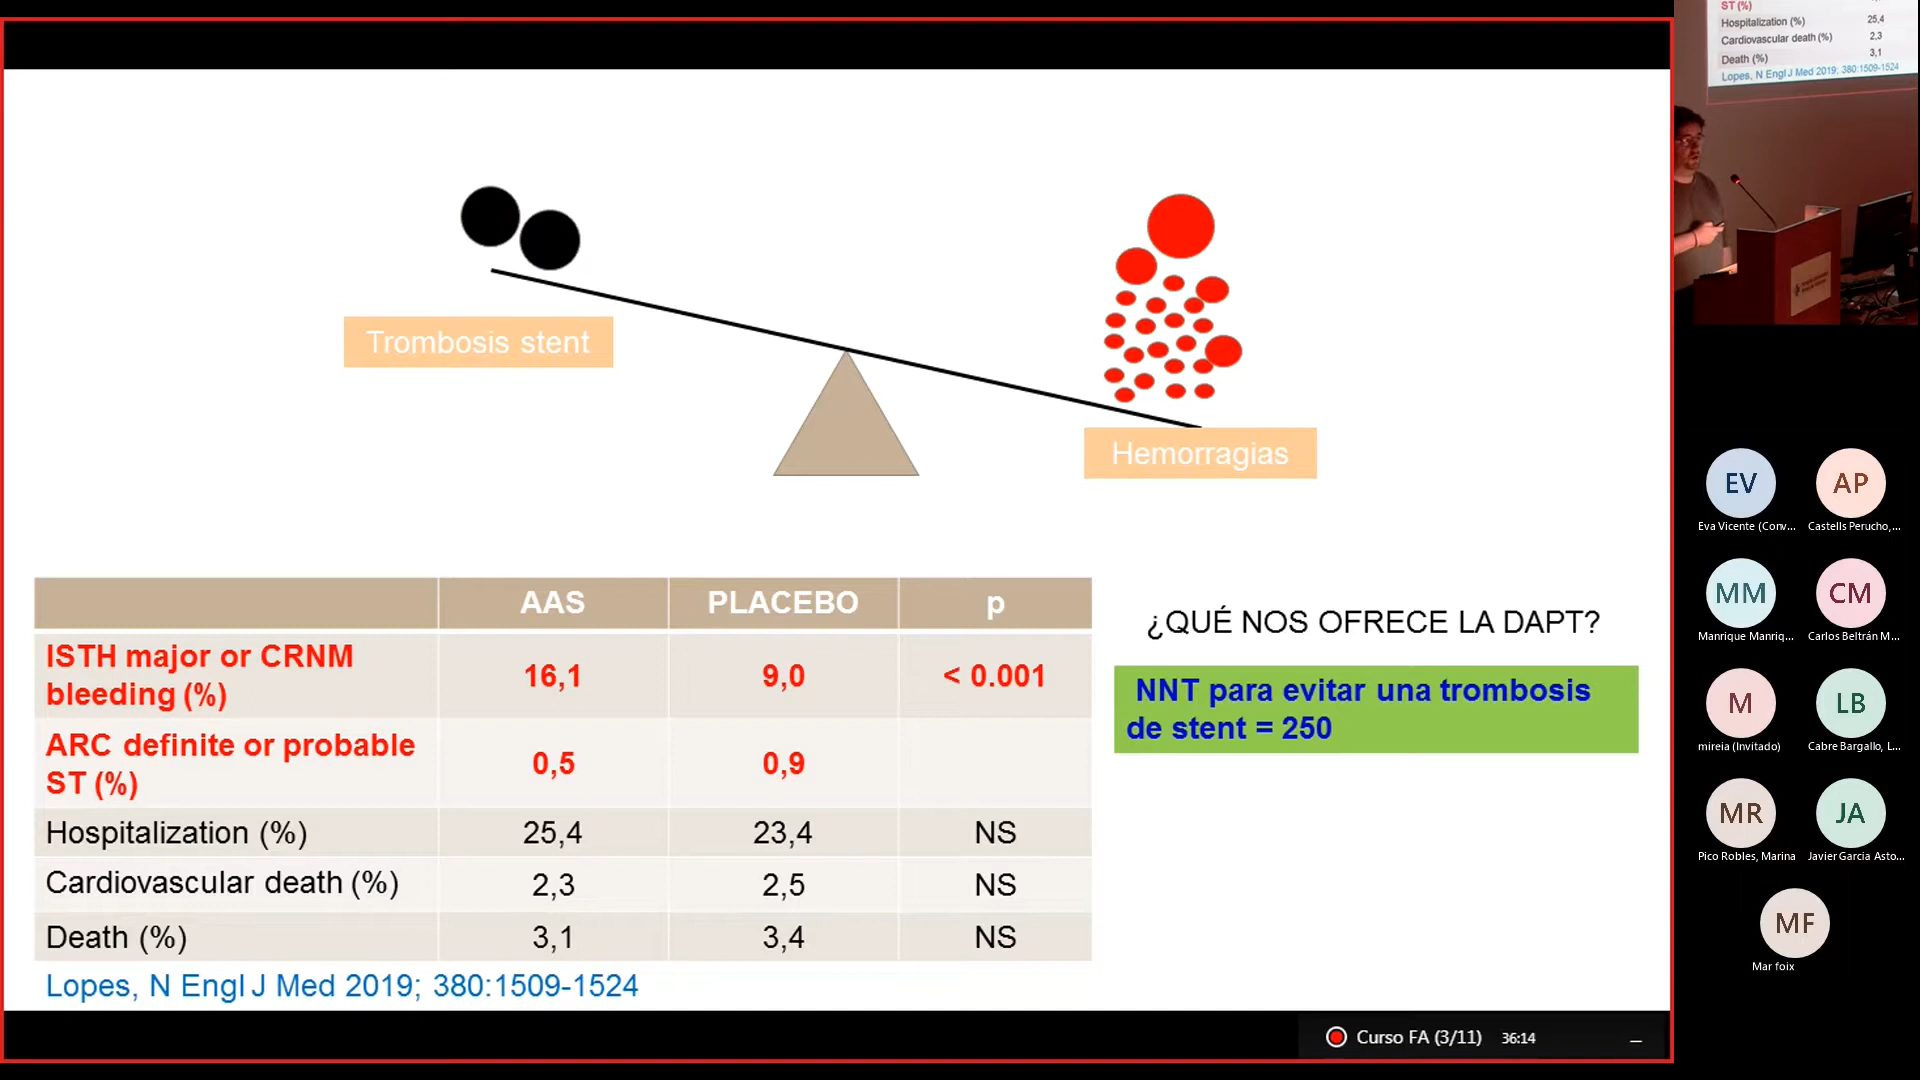 Trombosis stent
Hemorragias
AAS PLACEBO p
ISTH major or CRNM
bleeding (%) 16,1 9,0 < 0.001
ARC definite or probable
ST (%) 0,5 0,9
Hospitalization (%) 25,4 23,4 NS
Cardiovascular death (%) 2,3 2,5 NS
Death (%) 3,1 3,4 NS
Lopes, N Engl J Med 2019; 380:1509-1524
¿QUÉ NOS OFRECE LA DAPT?
NNT para evitar una trombosis
de stent = 250
Curso FA (3/11) 36:14
ST (%)
Hospitalization (%) 25,4
Cardiovascular death (%) 2,3
Death (%) 3,1
Lopes, N Engl J Med 2019; 380:1509-1524
EV AP
Eva Vicente (Conv... Castells Perucho,...
MM CM
Manrique Manriq... Carlos Beltrán M...
M LB
mireia (Invitado) Cabre Bargallo, L...
MR JA
Pico Robles, Marina Javier Garcia Asto...
MF
Mar foix